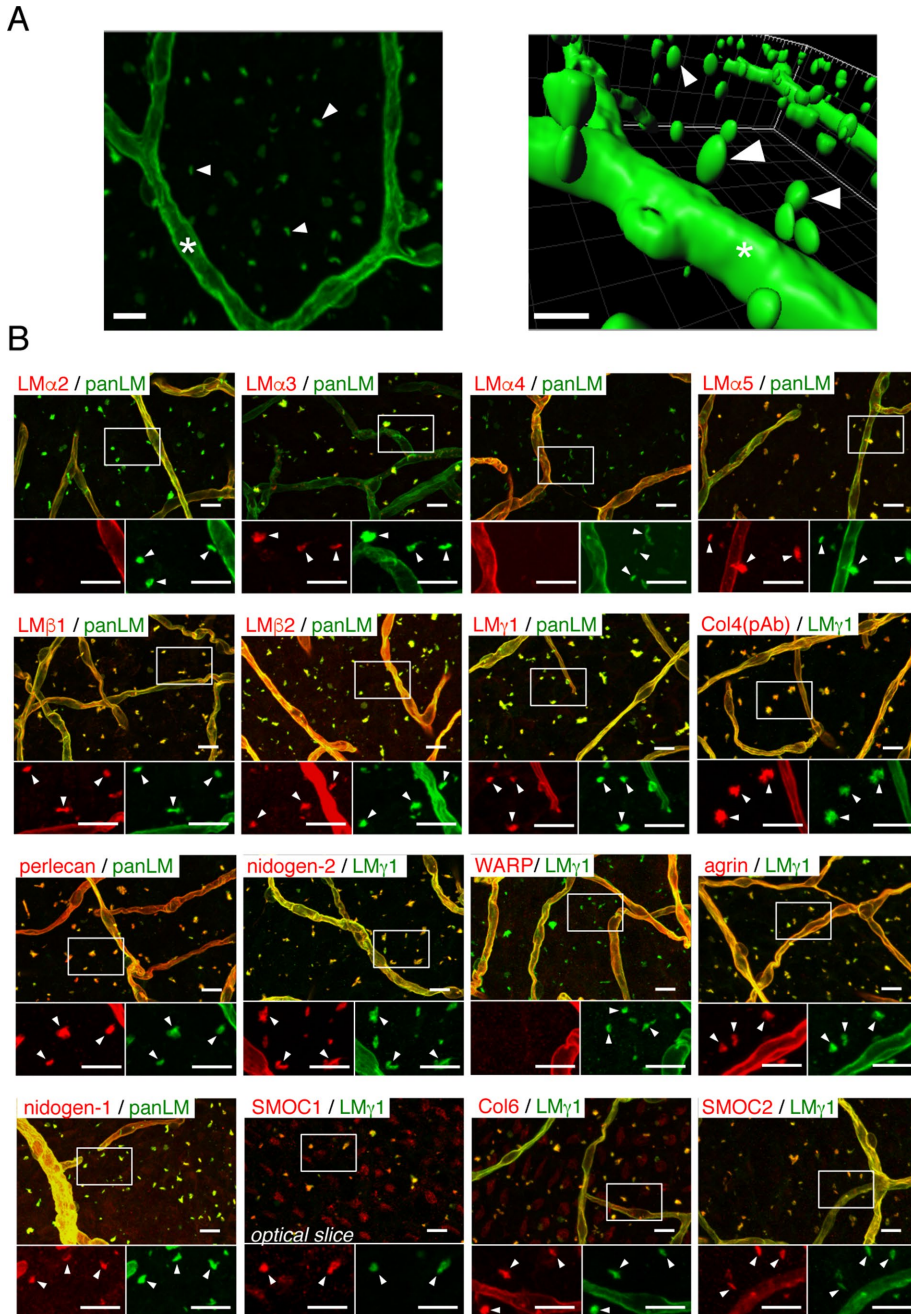 A
*
*
B
LMα2 / panLM
LMα3 / panLM
LMα4 / panLM
LMα5 / panLM
LMβ1 / panLM
LMβ2 / panLM
LMγ1 / panLM
Col4(pAb) / LMγ1
perlecan / panLM
nidogen-2 / LMγ1
WARP/ LMγ1
agrin / LMγ1
nidogen-1 / panLM
SMOC1 / LMγ1
Col6 / LMγ1
SMOC2 / LMγ1
optical slice